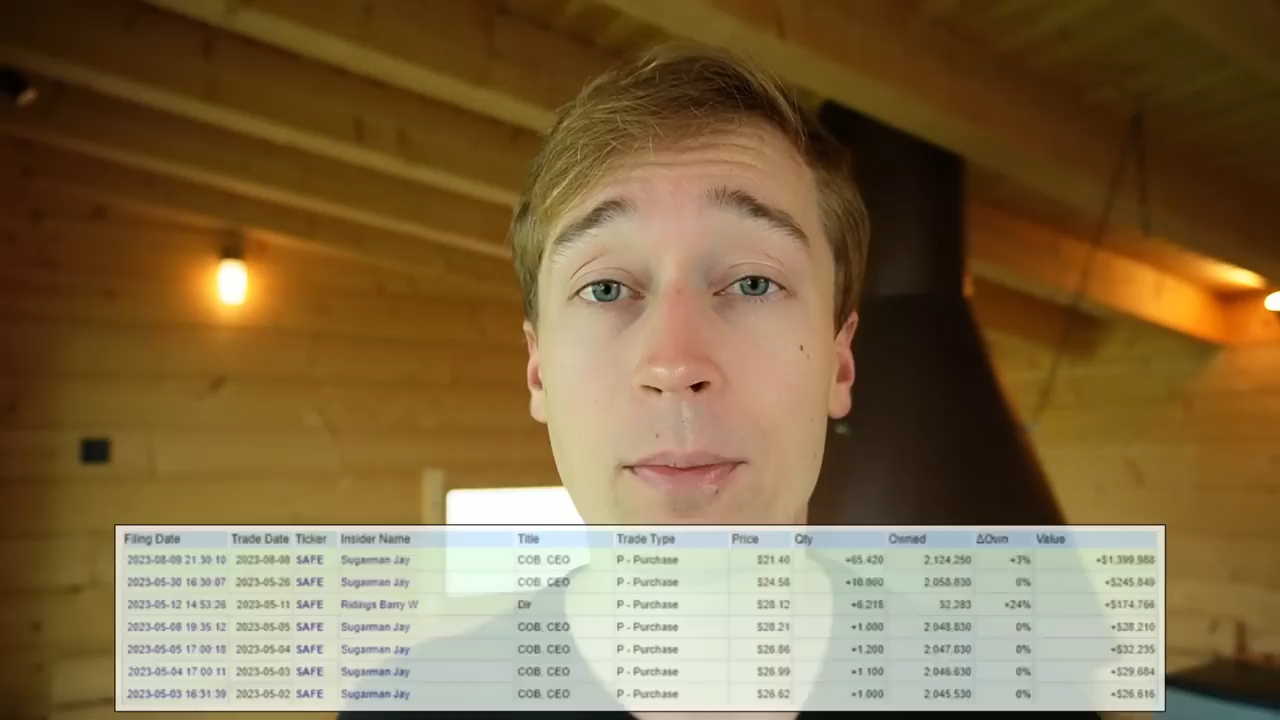 Filing Date Trade Date Ticker Insider Name Title Trade Type Price Qty Owned ΔOwn Value
2023-08-09 21:30:10 2023-08-08 SAFE Sugarman Jay COB, CEO P - Purchase $21.40 +65,420 2,124,250 +3% +$1,399,988
2023-05-30 16:30:07 2023-05-26 SAFE Sugarman Jay COB, CEO P - Purchase $24.58 +10,000 2,058,830 0% +$245,849
2023-05-12 14:53:26 2023-05-11 SAFE Ridings Barry W Dir P - Purchase $28.12 +6,215 32,283 +24% +$174,766
2023-05-08 19:35:12 2023-05-05 SAFE Sugarman Jay COB, CEO P - Purchase $28.21 +1,000 2,048,830 0% +$28,210
2023-05-05 17:00:18 2023-05-04 SAFE Sugarman Jay COB, CEO P - Purchase $26.86 +1,200 2,047,830 0% +$32,235
2023-05-04 17:00:11 2023-05-03 SAFE Sugarman Jay COB, CEO P - Purchase $26.99 +1,100 2,046,630 0% +$29,684
2023-05-03 16:31:39 2023-05-02 SAFE Sugarman Jay COB, CEO P - Purchase $26.62 +1,000 2,045,530 0% +$26,616